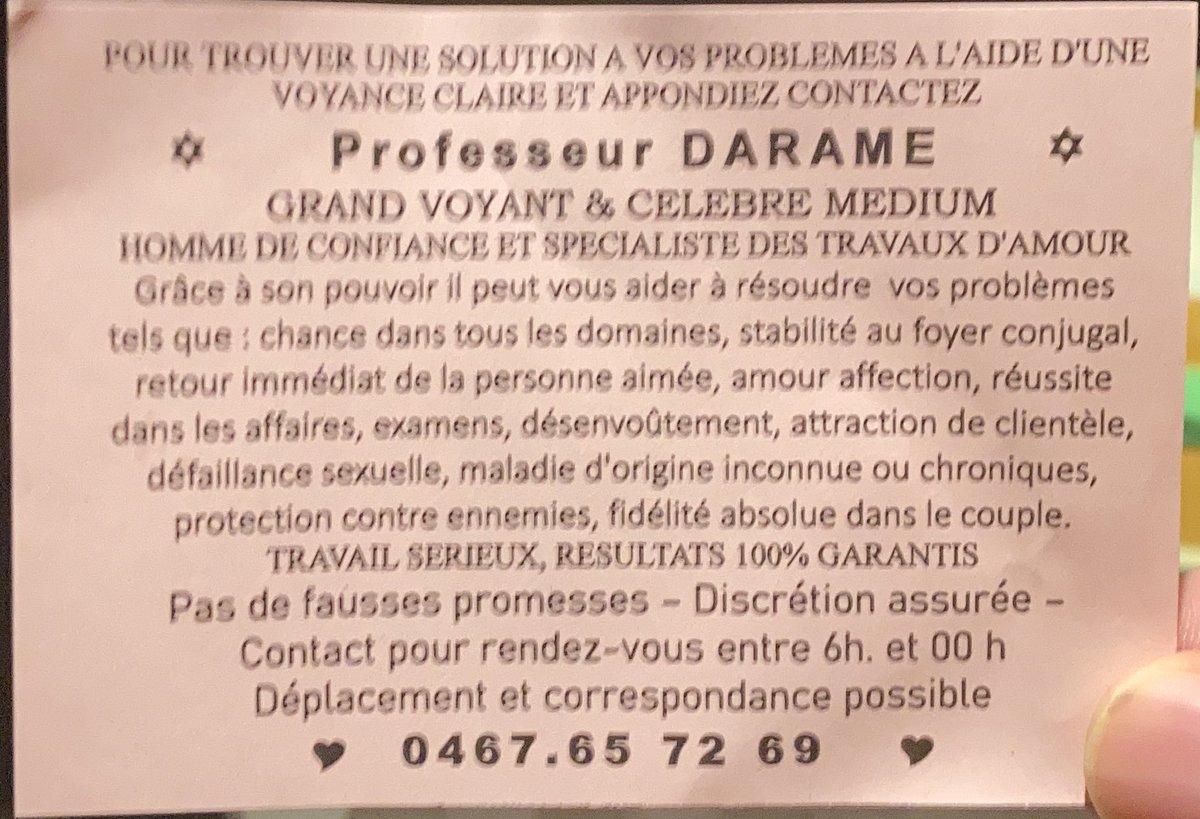 POUR TROUVER UNE SOLUTION A VOS PROBLEMES A L'AIDE D'UNE
VOYANCE CLAIRE ET APPONDIEZ CONTACTEZ
✡ Professeur DARAME ✡
GRAND VOYANT & CELEBRE MEDIUM
HOMME DE CONFIANCE ET SPECIALISTE DES TRAVAUX D'AMOUR
Grâce à son pouvoir il peut vous aider à résoudre vos problèmes
tels que : chance dans tous les domaines, stabilité au foyer conjugal,
retour immédiat de la personne aimée, amour affection, réussite
dans les affaires, examens, désenvoûtement, attraction de clientèle,
défaillance sexuelle, maladie d'origine inconnue ou chroniques,
protection contre ennemies, fidélité absolue dans le couple.
TRAVAIL SERIEUX, RESULTATS 100% GARANTIS
Pas de fausses promesses – Discrétion assurée –
Contact pour rendez-vous entre 6h. et 00 h
Déplacement et correspondance possible
♥ 0467.65 72 69 ♥